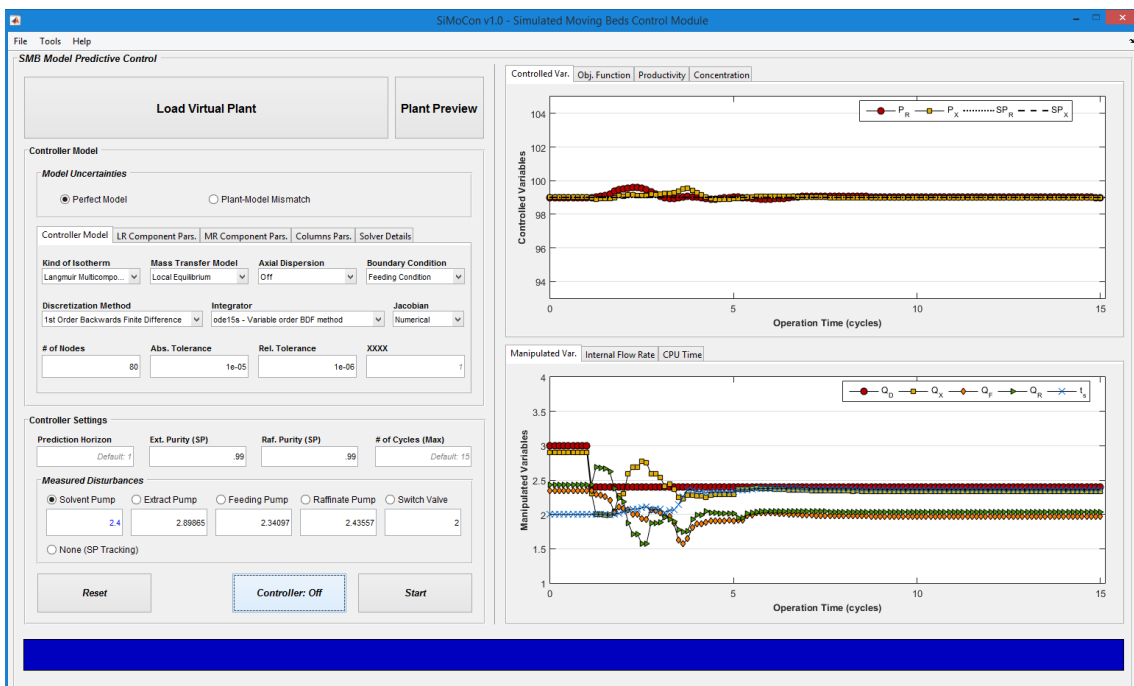 SiMoCon v1.0 - Simulated Moving Beds Control Module
File Tools Help
SMB Model Predictive Control
Load Virtual Plant
Plant Preview
Controller Model
Model Uncertainties
Perfect Model
Plant-Model Mismatch
Controller Model LR Component Pars. MR Component Pars. Columns Pars. Solver Details
Kind of Isotherm Mass Transfer Model Axial Dispersion Boundary Condition
Langmuir Multicompo... Local Equilibrium Off Feeding Condition
Discretization Method Integrator Jacobian
1st Order Backwards Finite Difference ode15s - Variable order BDF method Numerical
# of Nodes Abs. Tolerance Rel. Tolerance XXXX
80 1e-05 1e-06 1
Controller Settings
Prediction Horizon Ext. Purity (SP) Raf. Purity (SP) # of Cycles (Max)
Default: 1 .99 .99 Default: 15
Measured Disturbances
Solvent Pump Extract Pump Feeding Pump Raffinate Pump Switch Valve
2.4 2.89865 2.34097 2.43557 2
None (SP Tracking)
Reset
Controller: Off
Start
Controlled Var. Obj. Function Productivity Concentration
P_R P_X SP_R SP_X
104
102
100
98
96
94
Controlled Variables
0 5 10 15
Operation Time (cycles)
Manipulated Var. Internal Flow Rate CPU Time
Q_D Q_X Q_F Q_R t_s
4
3.5
3
2.5
2
1.5
1
Manipulated Variables
0 5 10 15
Operation Time (cycles)